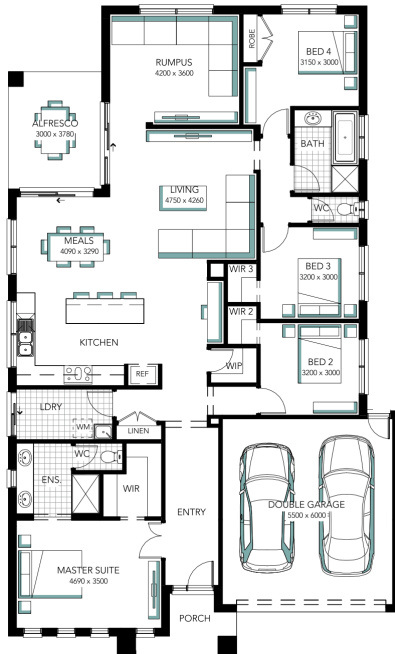 ROBE
BED 4
3150 x 3000
RUMPUS
4200 x 3600
ALFRESCO
3000 x 3780
BATH
LIVING
4750 x 4260
WC
MEALS
4090 x 3290
WIR 3
BED 3
3200 x 3000
WIR 2
KITCHEN
WIP
BED 2
3200 x 3000
REF
LDRY
WM
LINEN
WC
ENS.
WIR
ENTRY
DOUBLE GARAGE
5500 x 6000
MASTER SUITE
4690 x 3500
PORCH